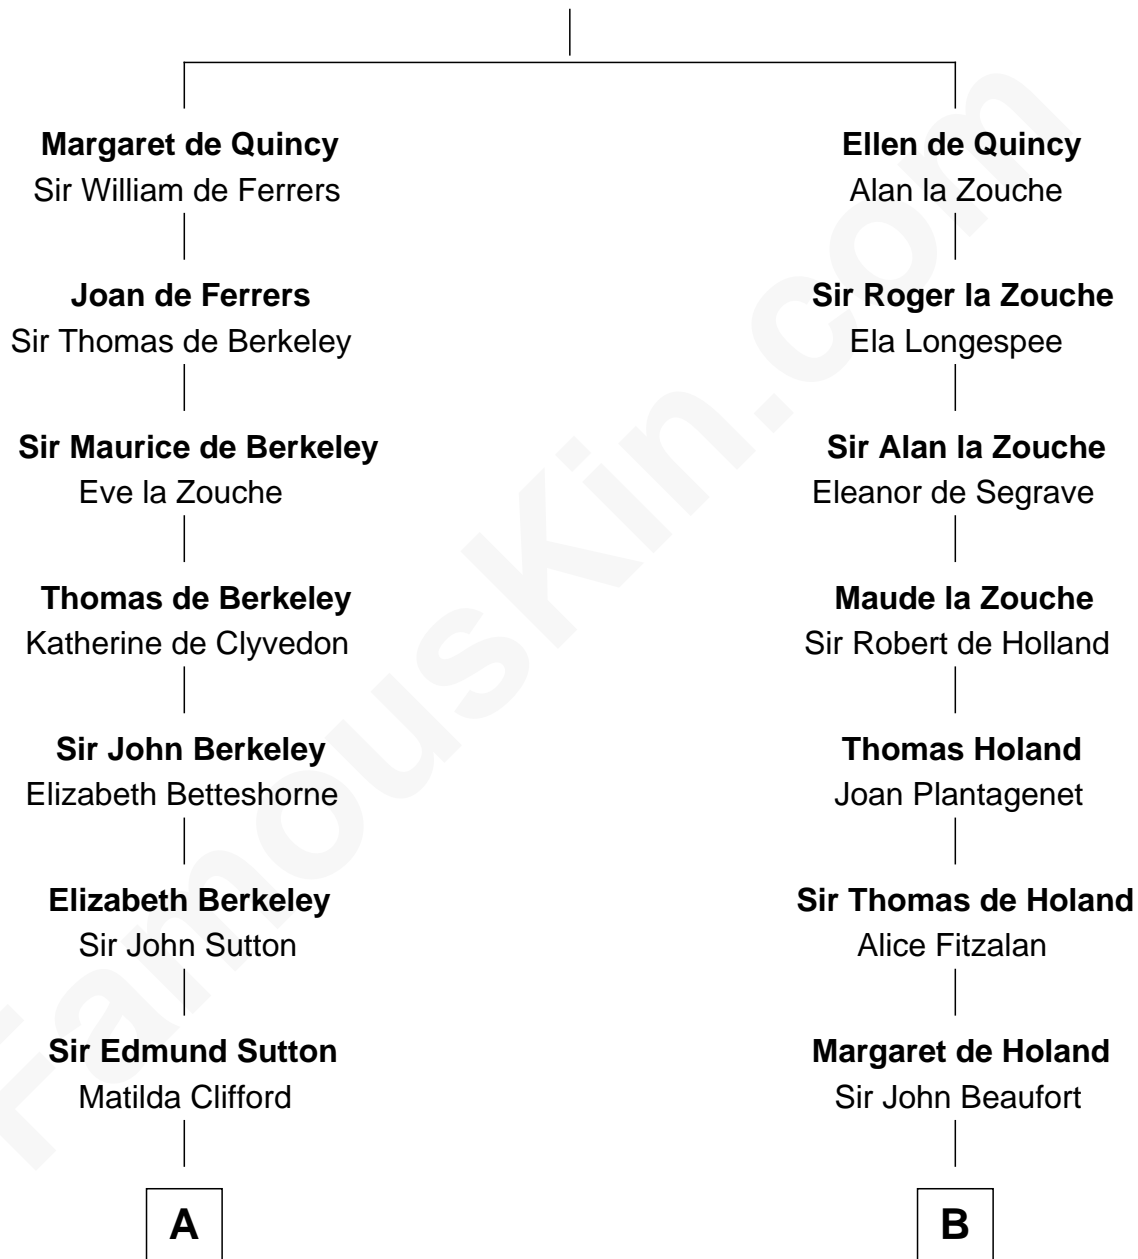 Margaret de Quincy
Sir William de Ferrers
Joan de Ferrers
Sir Thomas de Berkeley
Sir Maurice de Berkeley
Eve la Zouche
Thomas de Berkeley
Katherine de Clyvedon
Sir John Berkeley
Elizabeth Betteshorne
Elizabeth Berkeley
Sir John Sutton
Sir Edmund Sutton
Matilda Clifford
A
Ellen de Quincy
Alan la Zouche
Sir Roger la Zouche
Ela Longespee
Sir Alan la Zouche
Eleanor de Segrave
Maude la Zouche
Sir Robert de Holland
Thomas Holand
Joan Plantagenet
Sir Thomas de Holand
Alice Fitzalan
Margaret de Holand
Sir John Beaufort
B
FamousKin.com